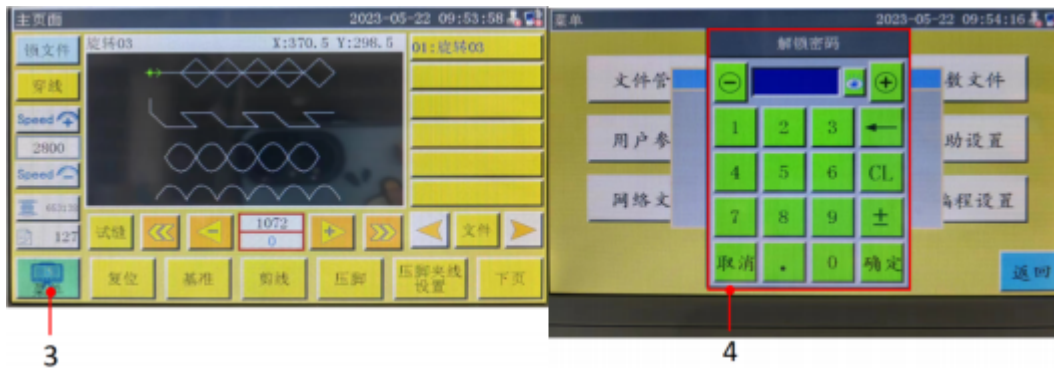 主页面 2023-05-22 09:53:58
锁文件 旋转03 X:370.5 Y:298.5 01:旋转03
穿线
Speed
2800
Speed
127 试缝 1072 文件
0
复位 基准 剪线 压脚 压脚夹线设置 下页
3
菜单 2023-05-22 09:54:16
解锁密码
文件管 数文件
1 2 3
用户参 助设置
4 5 6 CL
网络文 编程设置
7 8 9 ±
取消 . 0 确定
返回
4